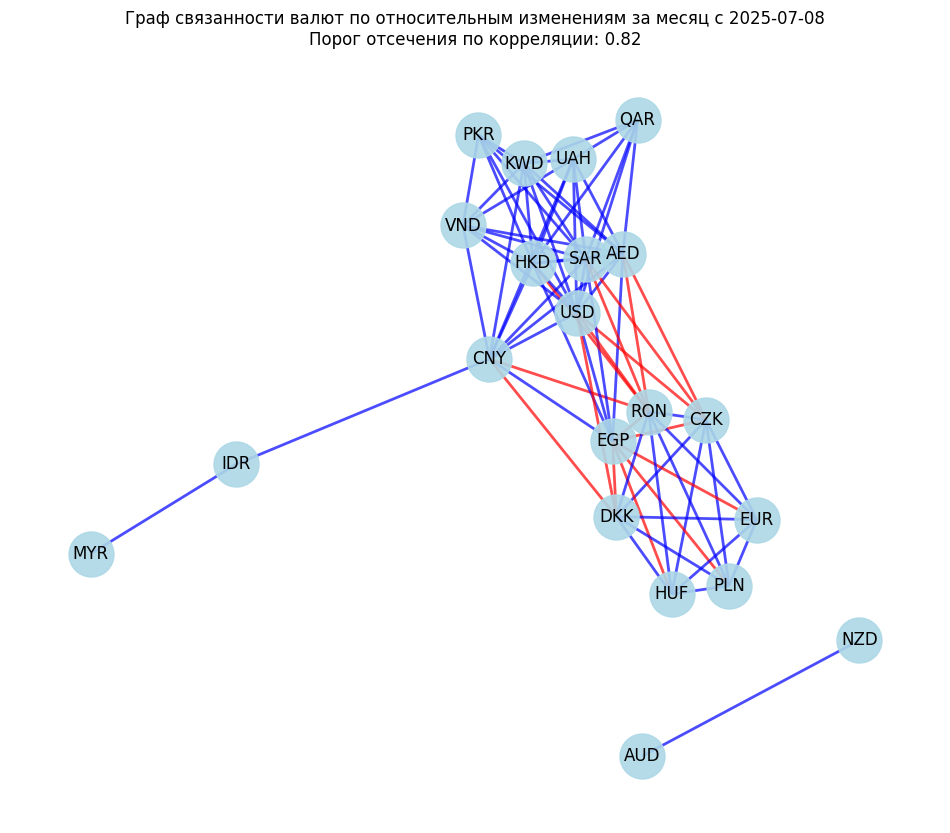 Граф связанности валют по относительным изменениям за месяц с 2025-07-08
Порог отсечения по корреляции: 0.82
QAR
PKR
KWD
UAH
VND
HKD
SAR
AED
USD
CNY
RON
CZK
EGP
IDR
DKK
EUR
MYR
HUF
PLN
NZD
AUD